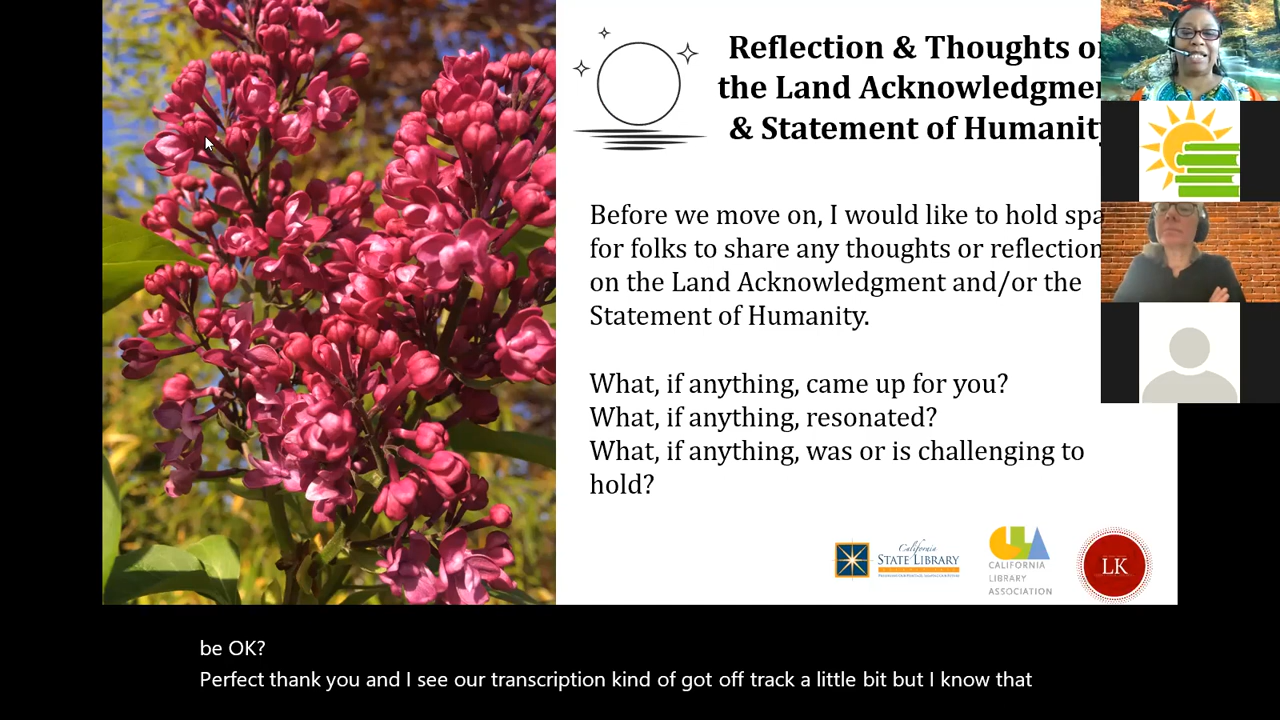 Reflection & Thoughts o
the Land Acknowledgme
& Statement of Humanity
Before we move on, I would like to hold spa
for folks to share any thoughts or reflection
on the Land Acknowledgment and/or the
Statement of Humanity.
What, if anything, came up for you?
What, if anything, resonated?
What, if anything, was or is challenging to
hold?
California
STATE LIBRARY
CLA
CALIFORNIA
LIBRARY
ASSOCIATION
LK
be OK?
Perfect thank you and I see our transcription kind of got off track a little bit but I know that